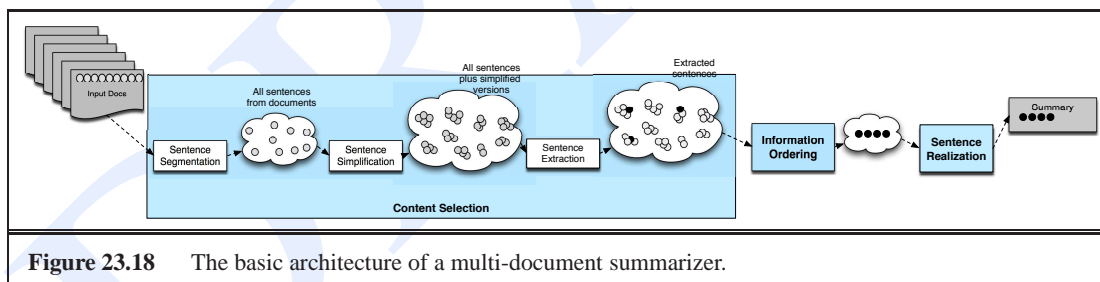 Input Docs
Sentence
Segmentation
All sentences
from documents
Sentence
Simplification
All sentences
plus simplified
versions
Sentence
Extraction
Extracted
sentences
Content Selection
Information
Ordering
Sentence
Realization
Summary
Figure 23.18 The basic architecture of a multi-document summarizer.